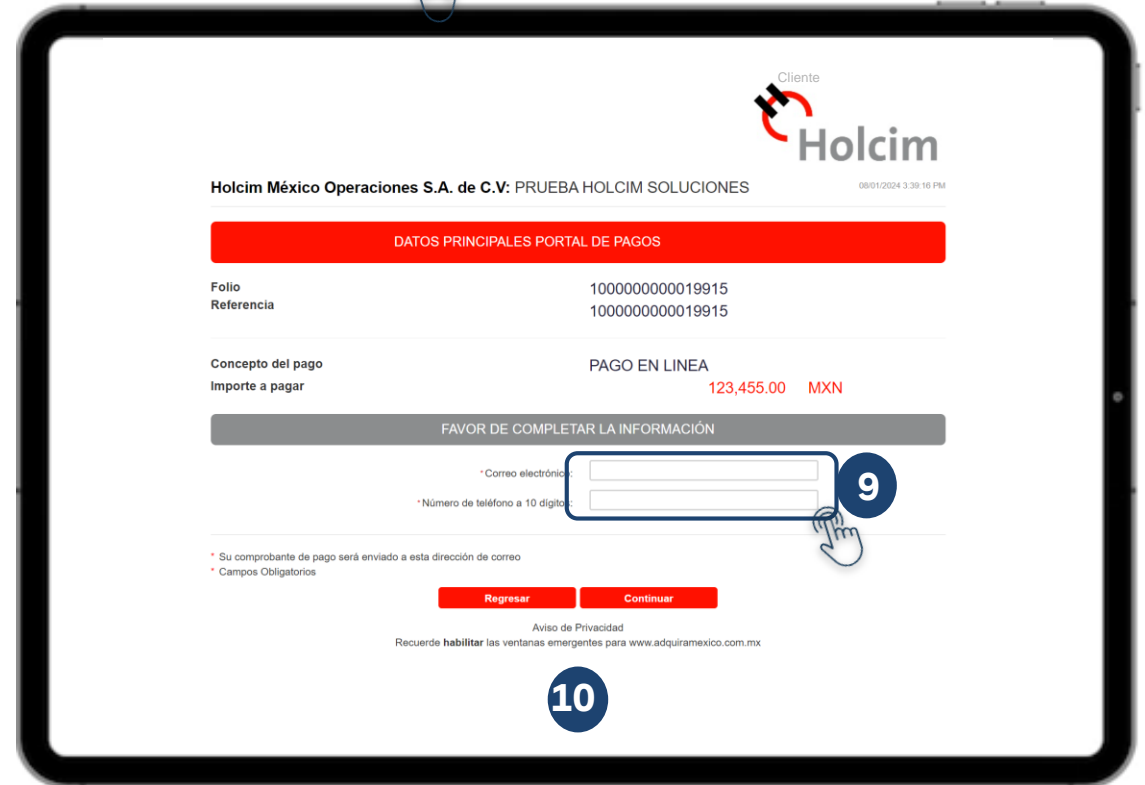 Cliente
Holcim
Holcim México Operaciones S.A. de C.V: PRUEBA HOLCIM SOLUCIONES
08/01/2024 3:39:16 PM
DATOS PRINCIPALES PORTAL DE PAGOS
Folio 1000000000019915
Referencia 1000000000019915
Concepto del pago PAGO EN LINEA
Importe a pagar 123,455.00 MXN
FAVOR DE COMPLETAR LA INFORMACIÓN
*Correo electrónico:
9
*Número de teléfono a 10 dígitos:
* Su comprobante de pago será enviado a esta dirección de correo
* Campos Obligatorios
Regresar Continuar
Aviso de Privacidad
Recuerde habilitar las ventanas emergentes para www.adquiramexico.com.mx
10